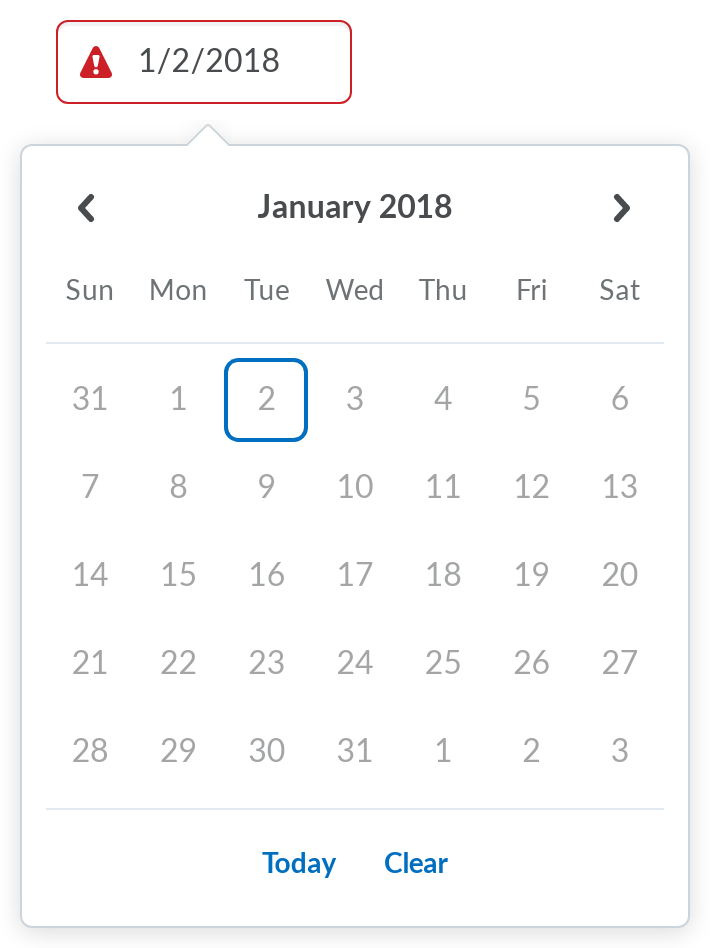 1/2/2018
January 2018
Sun Mon Tue Wed Thu Fri Sat
31 1 2 3 4 5 6
7 8 9 10 11 12 13
14 15 16 17 18 19 20
21 22 23 24 25 26 27
28 29 30 31 1 2 3
Today Clear